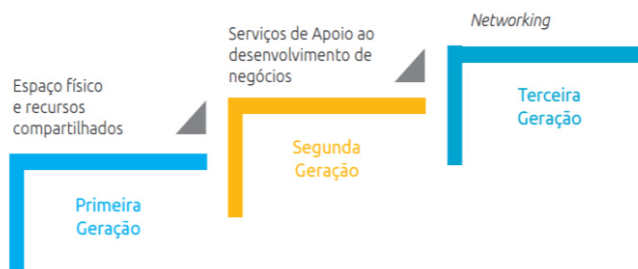 Espaço físico
e recursos
compartilhados
Primeira
Geração
Serviços de Apoio ao
desenvolvimento de
negócios
Segunda
Geração
Networking
Terceira
Geração